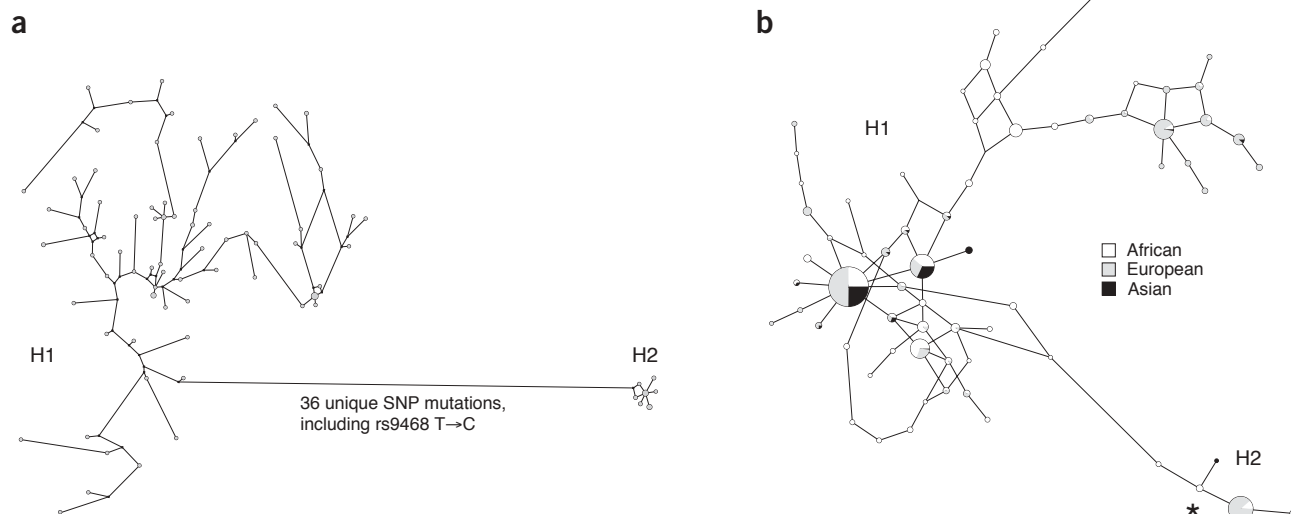 a
H1
H2
36 unique SNP mutations,
including rs9468 T→C
b
H1
African
European
Asian
H2
*